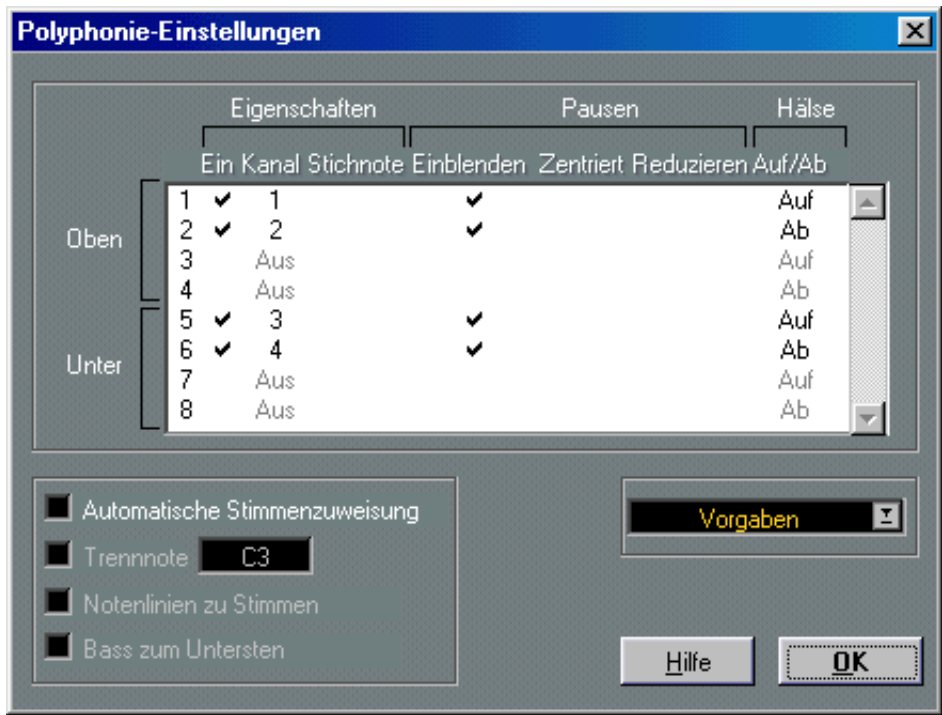 Polyphonie-Einstellungen
Eigenschaften Pausen Hälse
Ein Kanal Stichnote Einblenden Zentriert Reduzieren Auf/Ab
Oben
1 ✔ 1 ✔ Auf
2 ✔ 2 ✔ Ab
3 Aus Auf
4 Aus Ab
Unter
5 ✔ 3 ✔ Auf
6 ✔ 4 ✔ Ab
7 Aus Auf
8 Aus Ab
Automatische Stimmenzuweisung
Trennnote C3
Notenlinien zu Stimmen
Bass zum Untersten
Vorgaben
Hilfe OK